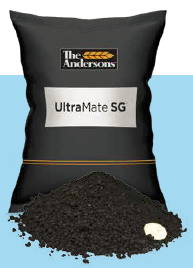 The
Andersons
UltraMate SG